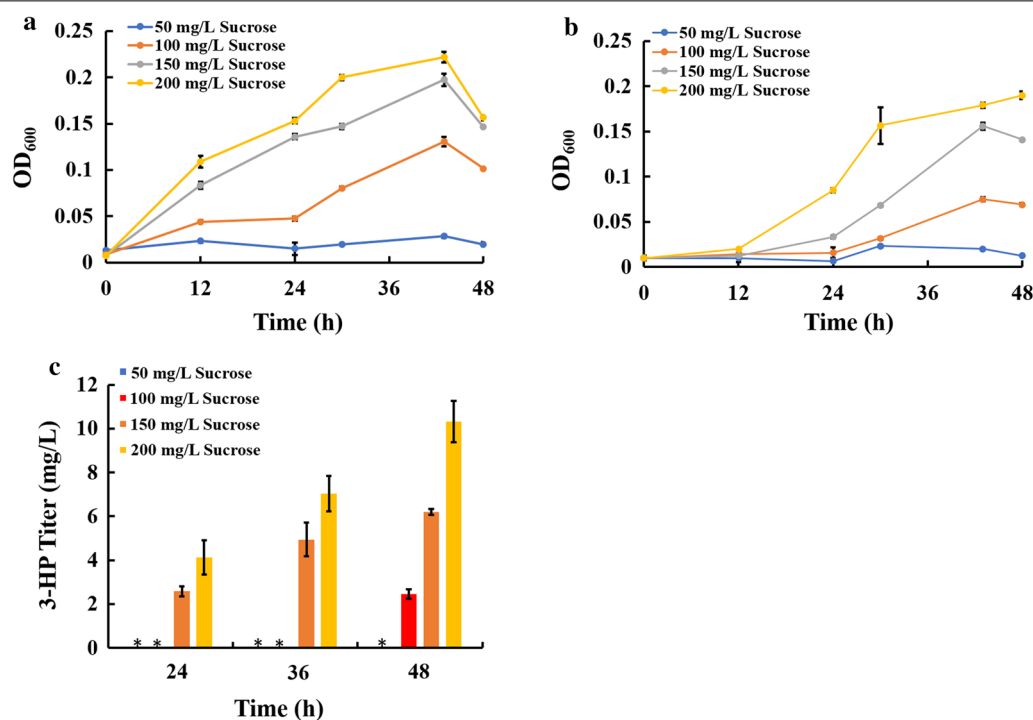 a
50 mg/L Sucrose
100 mg/L Sucrose
150 mg/L Sucrose
200 mg/L Sucrose
0.25
0.2
0.15
0.1
0.05
0
OD600
0 12 24 36 48
Time (h)
b
50 mg/L Sucrose
100 mg/L Sucrose
150 mg/L Sucrose
200 mg/L Sucrose
0.25
0.2
0.15
0.1
0.05
0
OD600
0 12 24 36 48
Time (h)
c
50 mg/L Sucrose
100 mg/L Sucrose
150 mg/L Sucrose
200 mg/L Sucrose
12
10
8
6
4
2
0
3-HP Titer (mg/L)
* * * * *
24 36 48
Time (h)